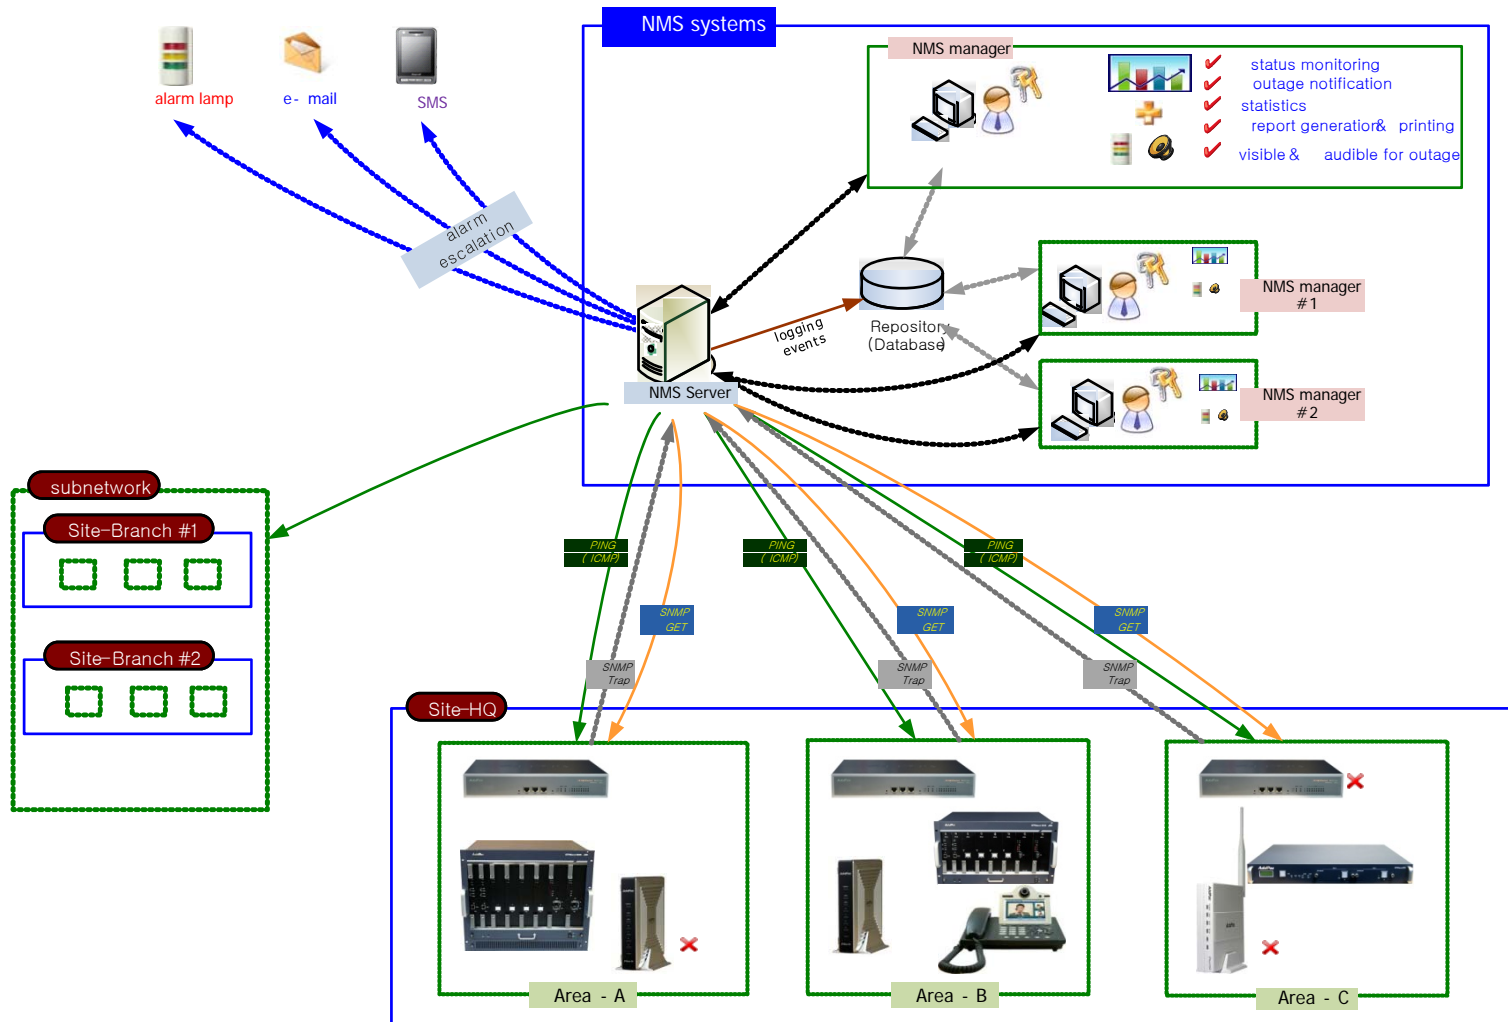 NMS systems
NMS manager
status monitoring
outage notification
statistics
report generation& printing
visible & audible for outage
alarm lamp
e- mail
SMS
alarm
escalation
NMS manager
#1
Repository
(Database)
logging
events
NMS Server
NMS manager
#2
subnetwork
Site-Branch #1
Site-Branch #2
PING
( ICMP)
PING
( ICMP)
PING
( ICMP)
SNMP
GET
SNMP
GET
SNMP
GET
SNMP
Trap
SNMP
Trap
SNMP
Trap
Site-HQ
Area - A
Area - B
Area - C